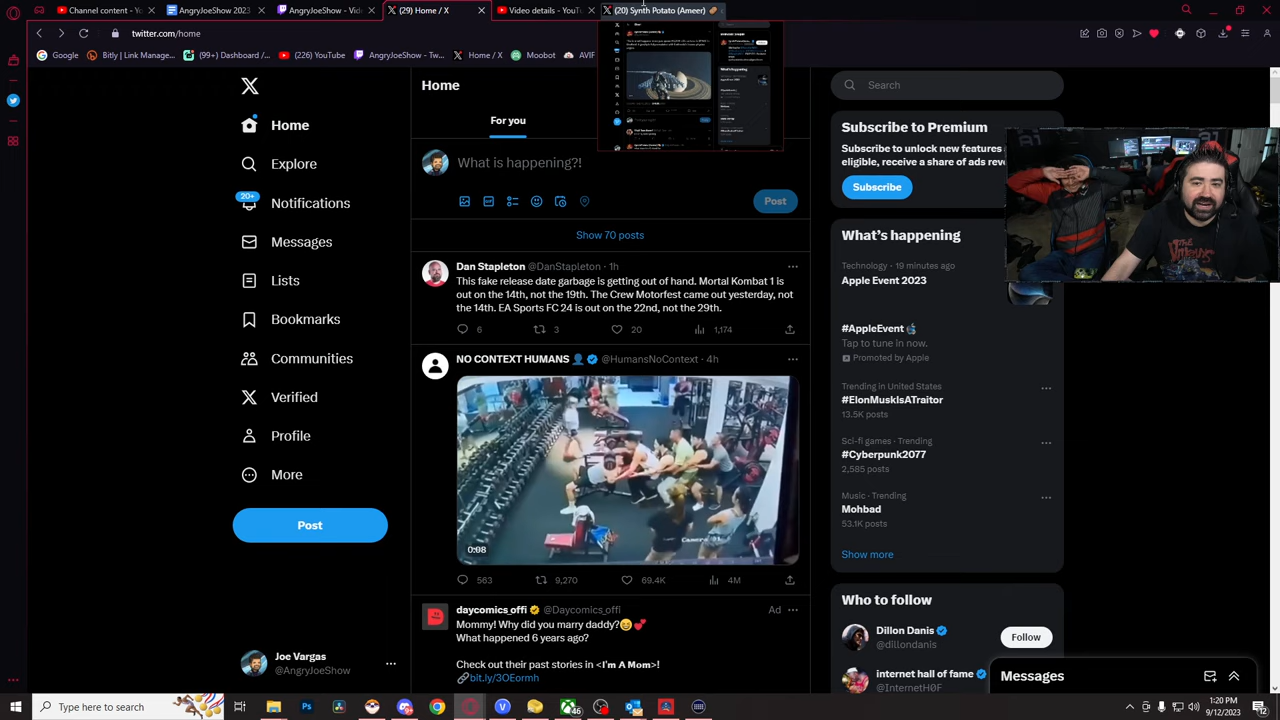 Channel content - Yo
AngryJoeShow 2023
AngryJoeShow - Vide
(29) Home / X
Video details - YouTu
(20) Synth Potato (Ameer)
twitter.com/home
AngryJoeShow - Tw...
Home / X
Moobot
AVIF
(99+) Dashboard /...
Home
For you
What is happening?!
Post
Show 70 posts
Dan Stapleton @DanStapleton · 1h
This fake release date garbage is getting out of hand. Mortal Kombat 1 is
out on the 14th, not the 19th. The Crew Motorfest came out yesterday, not
the 14th. EA Sports FC 24 is out on the 22nd, not the 29th.
6 3 20 1,174
NO CONTEXT HUMANS @HumansNoContext · 4h
0:08
563 9,270 69.4K 4M
daycomics_offi @Daycomics_offi
Ad
Mommy! Why did you marry daddy?
What happened 6 years ago?
Check out their past stories in <I'm A Mom>!
bit.ly/3OEormh
Home
Explore
20+
Notifications
Messages
Lists
Bookmarks
Communities
Verified
Profile
More
Post
Joe Vargas
@AngryJoeShow
Search
Subscribe to Premium
Subscribe to unlock new features
eligible, receive a share of ads reve
Subscribe
What's happening
Technology · 19 minutes ago
Apple Event 2023
#AppleEvent
Tap to tune in now.
Promoted by Apple
Trending in United States
#ElonMuskIsATraitor
13.5K posts
Sci-fi games · Trending
#Cyberpunk2077
2,585 posts
Music · Trending
Mohbad
53.1K posts
Show more
Who to follow
Dillon Danis
@dillondanis
Follow
internet hall of fame
@InternetH0F
Messages
Type here to search
46
1:20 PM
9/12/2023
12